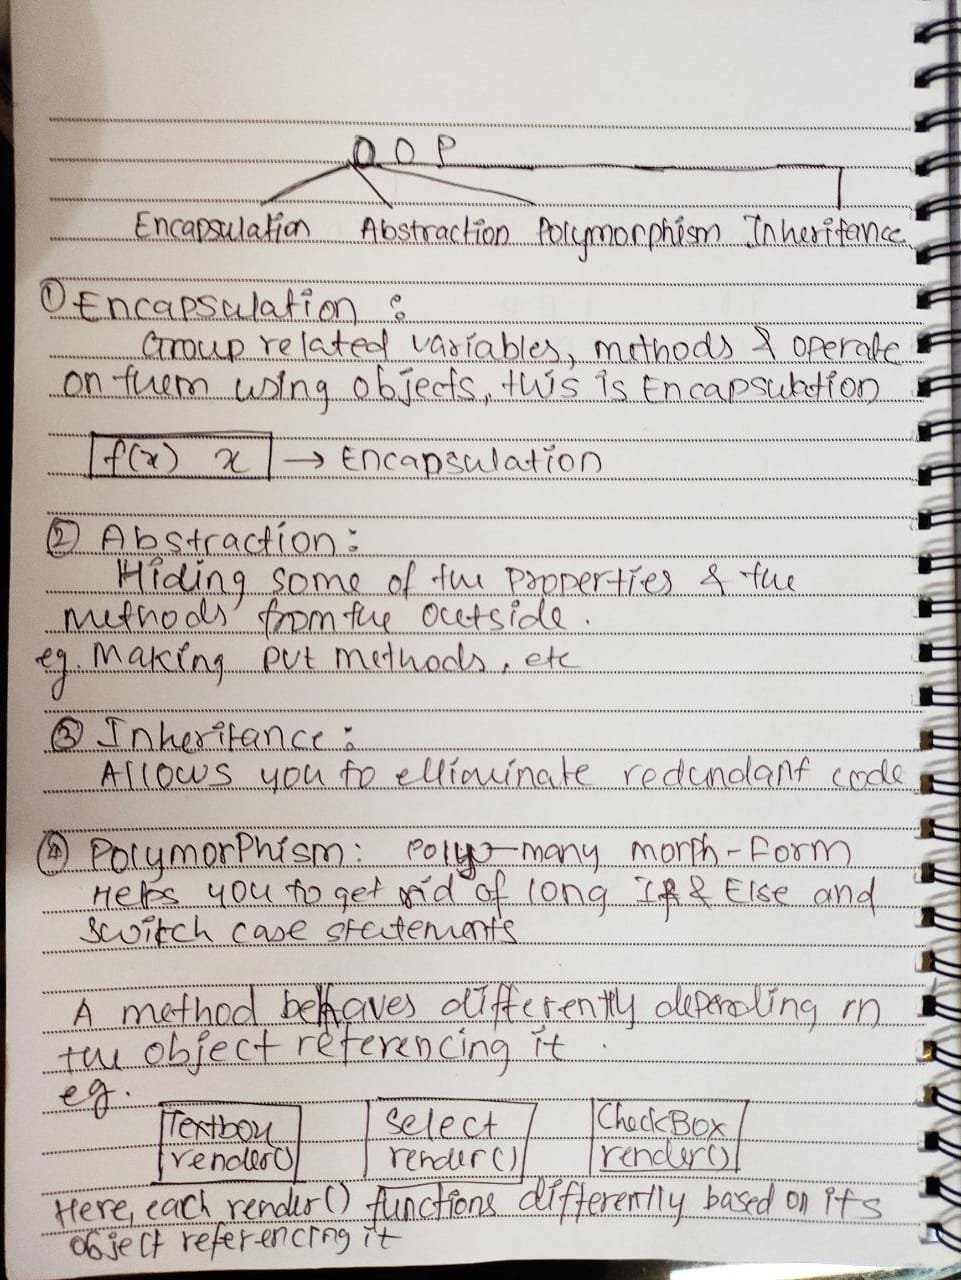 OOP
Encapsulation Abstraction Polymorphism Inheritance
① Encapsulation :
Group related variables, methods & operate
on them using objects, this is Encapsulation
f(x) x → Encapsulation
② Abstraction :
Hiding some of the properties & the
methods from the outside .
eg. Making pvt methods, etc
③ Inheritance :
Allows you to elliminate redundant code
④ Polymorphism : Poly → many morph - Form
Helps you to get rid of long If & Else and
switch case statements
A method behaves differently depending on
the object referencing it .
eg.
Textbox Select CheckBox
render() render() render()
Here, each render() functions differently based on its
object referencing it